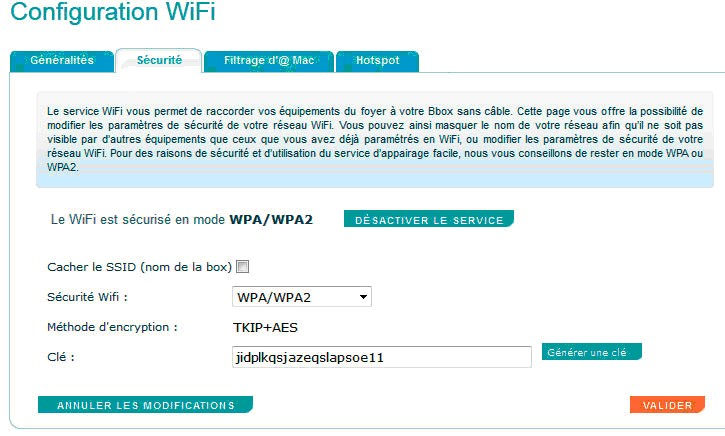 Configuration WiFi
Généralités Sécurité Filtrage d'@ Mac Hotspot
Le service WiFi vous permet de raccorder vos équipements du foyer à votre Bbox sans câble. Cette page vous offre la possibilité de
modifier les paramètres de sécurité de votre réseau WiFi. Vous pouvez ainsi masquer le nom de votre réseau afin qu'il ne soit pas
visible par d'autres équipements que ceux que vous avez déjà paramétrés en WiFi, ou modifier les paramètres de sécurité de votre
réseau WiFi. Pour des raisons de sécurité et d'utilisation du service d'appairage facile, nous vous conseillons de rester en mode WPA ou
WPA2.
Le WiFi est sécurisé en mode WPA/WPA2 DÉSACTIVER LE SERVICE
Cacher le SSID (nom de la box)
Sécurité Wifi : WPA/WPA2
Méthode d'encryption : TKIP+AES
Clé : jidplkqsjazeqslapsoe11 Générer une clé
ANNULER LES MODIFICATIONS VALIDER